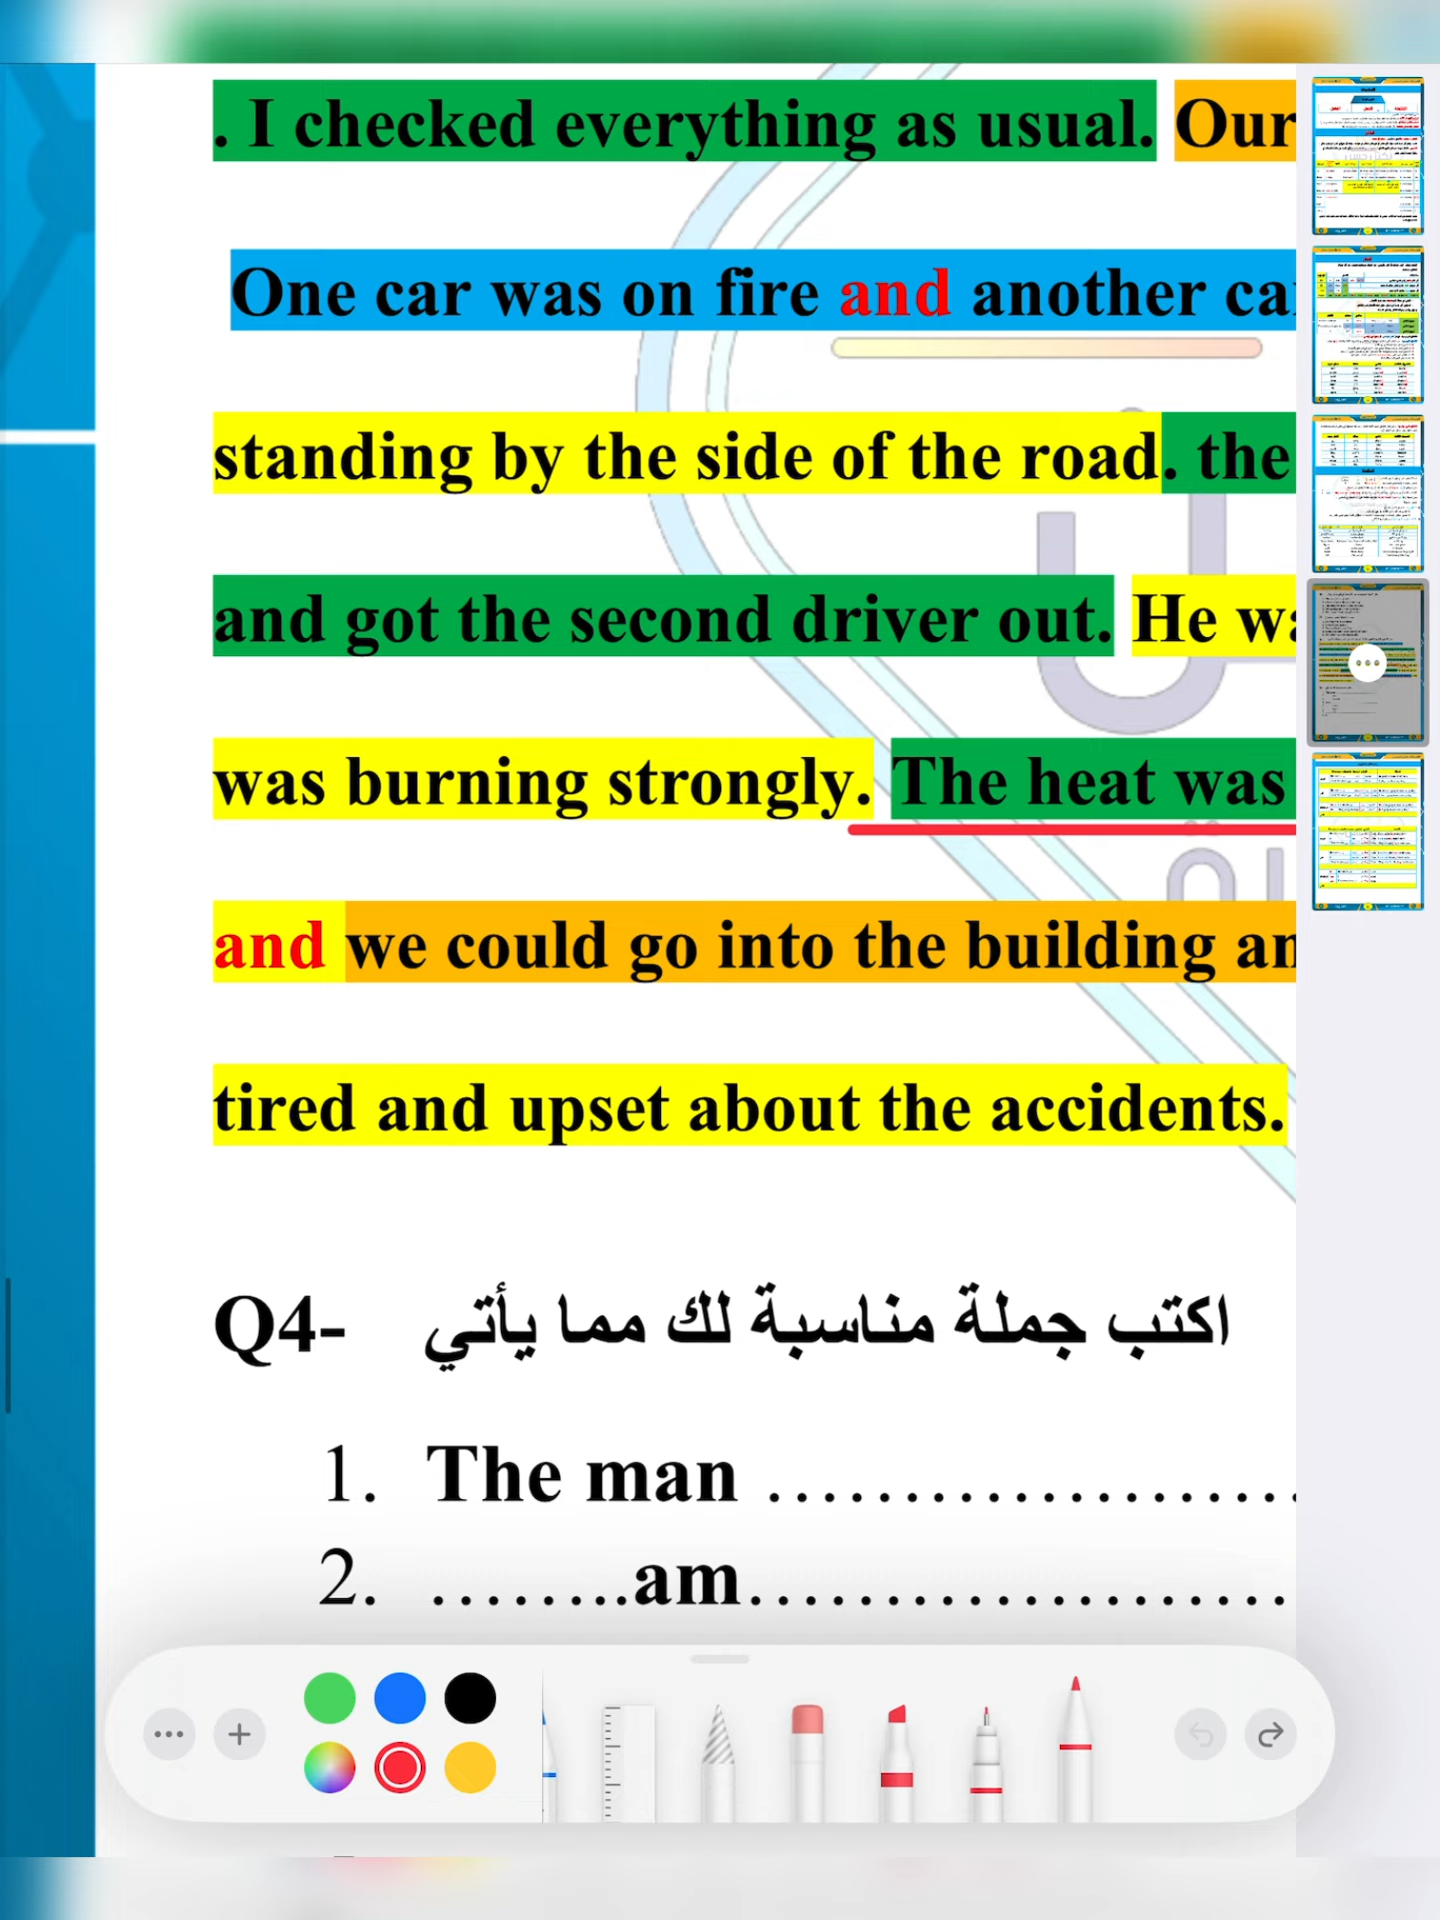 . I checked everything as usual. Our
One car was on fire and another
standing by the side of the road. the
and got the second driver out. He
was burning strongly. The heat was
and we could go into the building
tired and upset about the accidents.
Q4- اكتب جملة مناسبة لك مما يأتي
1. The man .....................
2. ........am....................